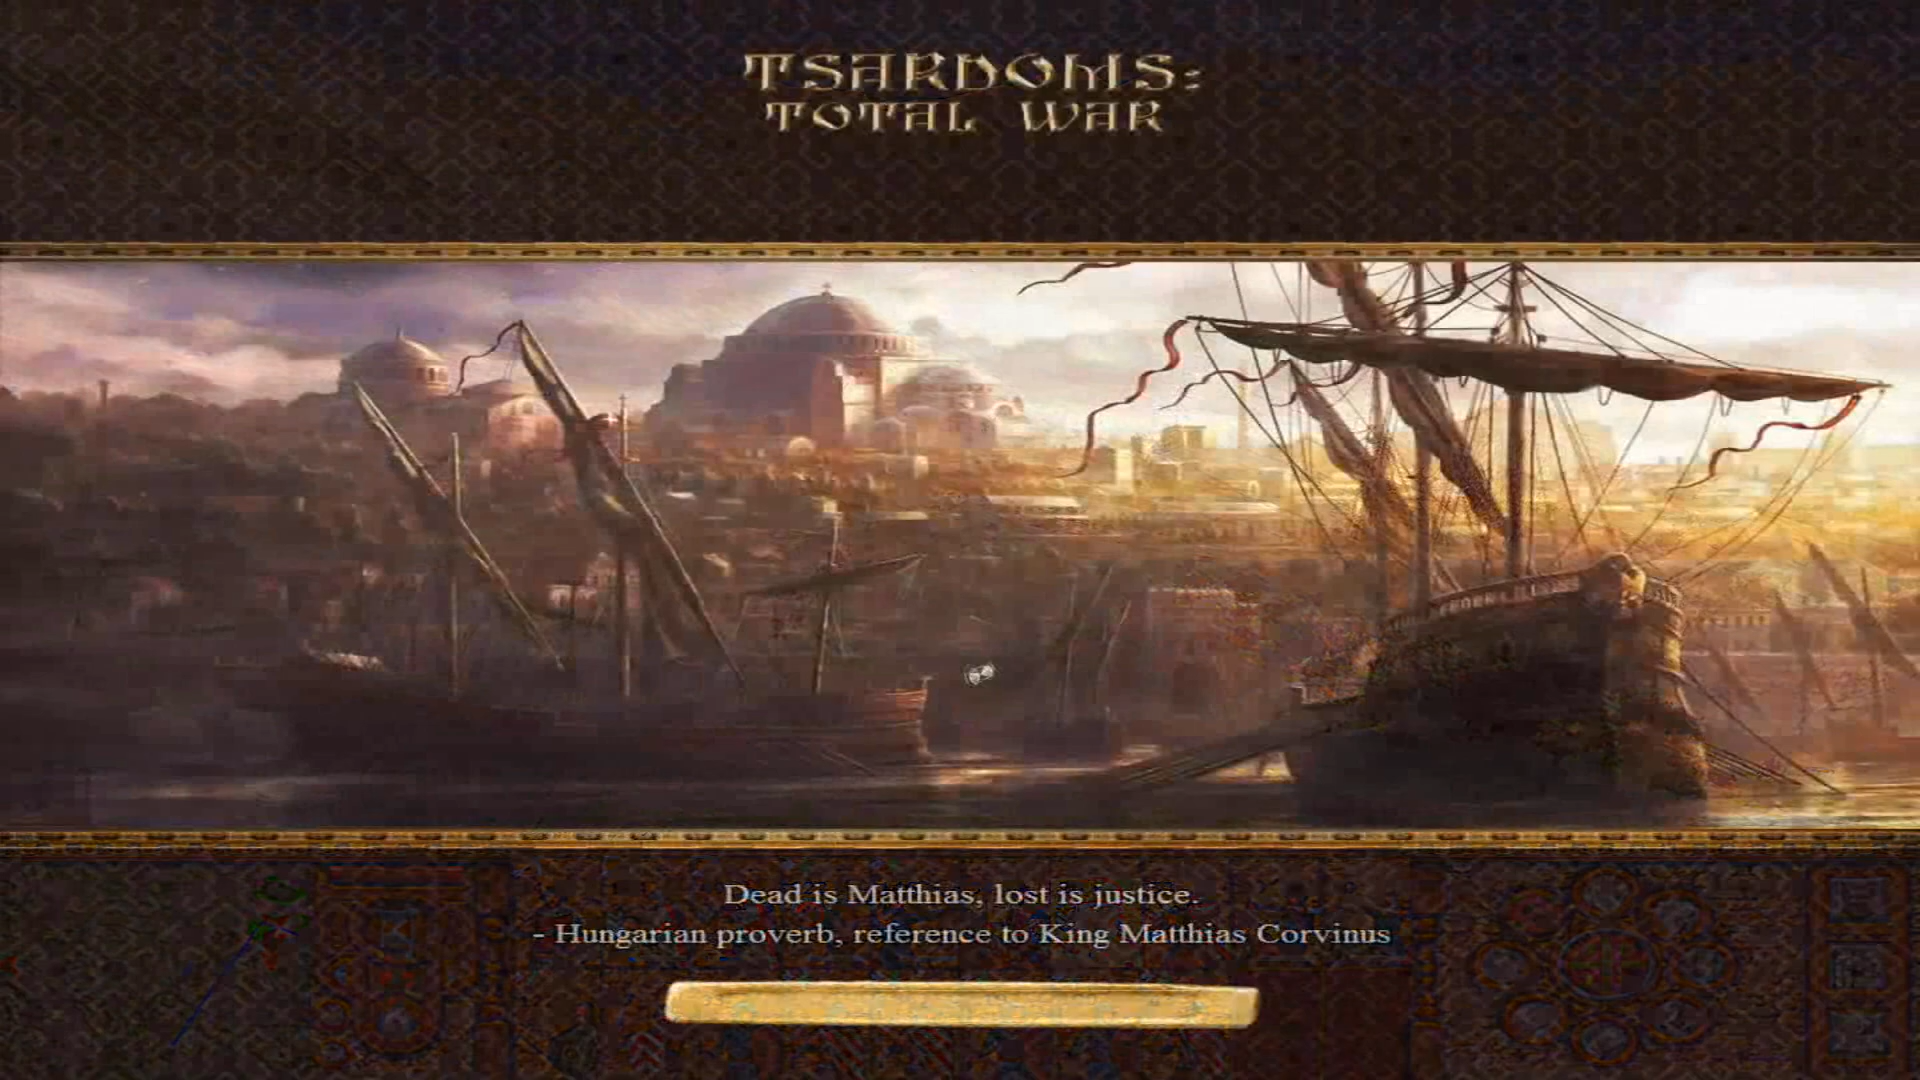 TSARDOMS:
TOTAL WAR
Dead is Matthias, lost is justice.
- Hungarian proverb, reference to King Matthias Corvinus